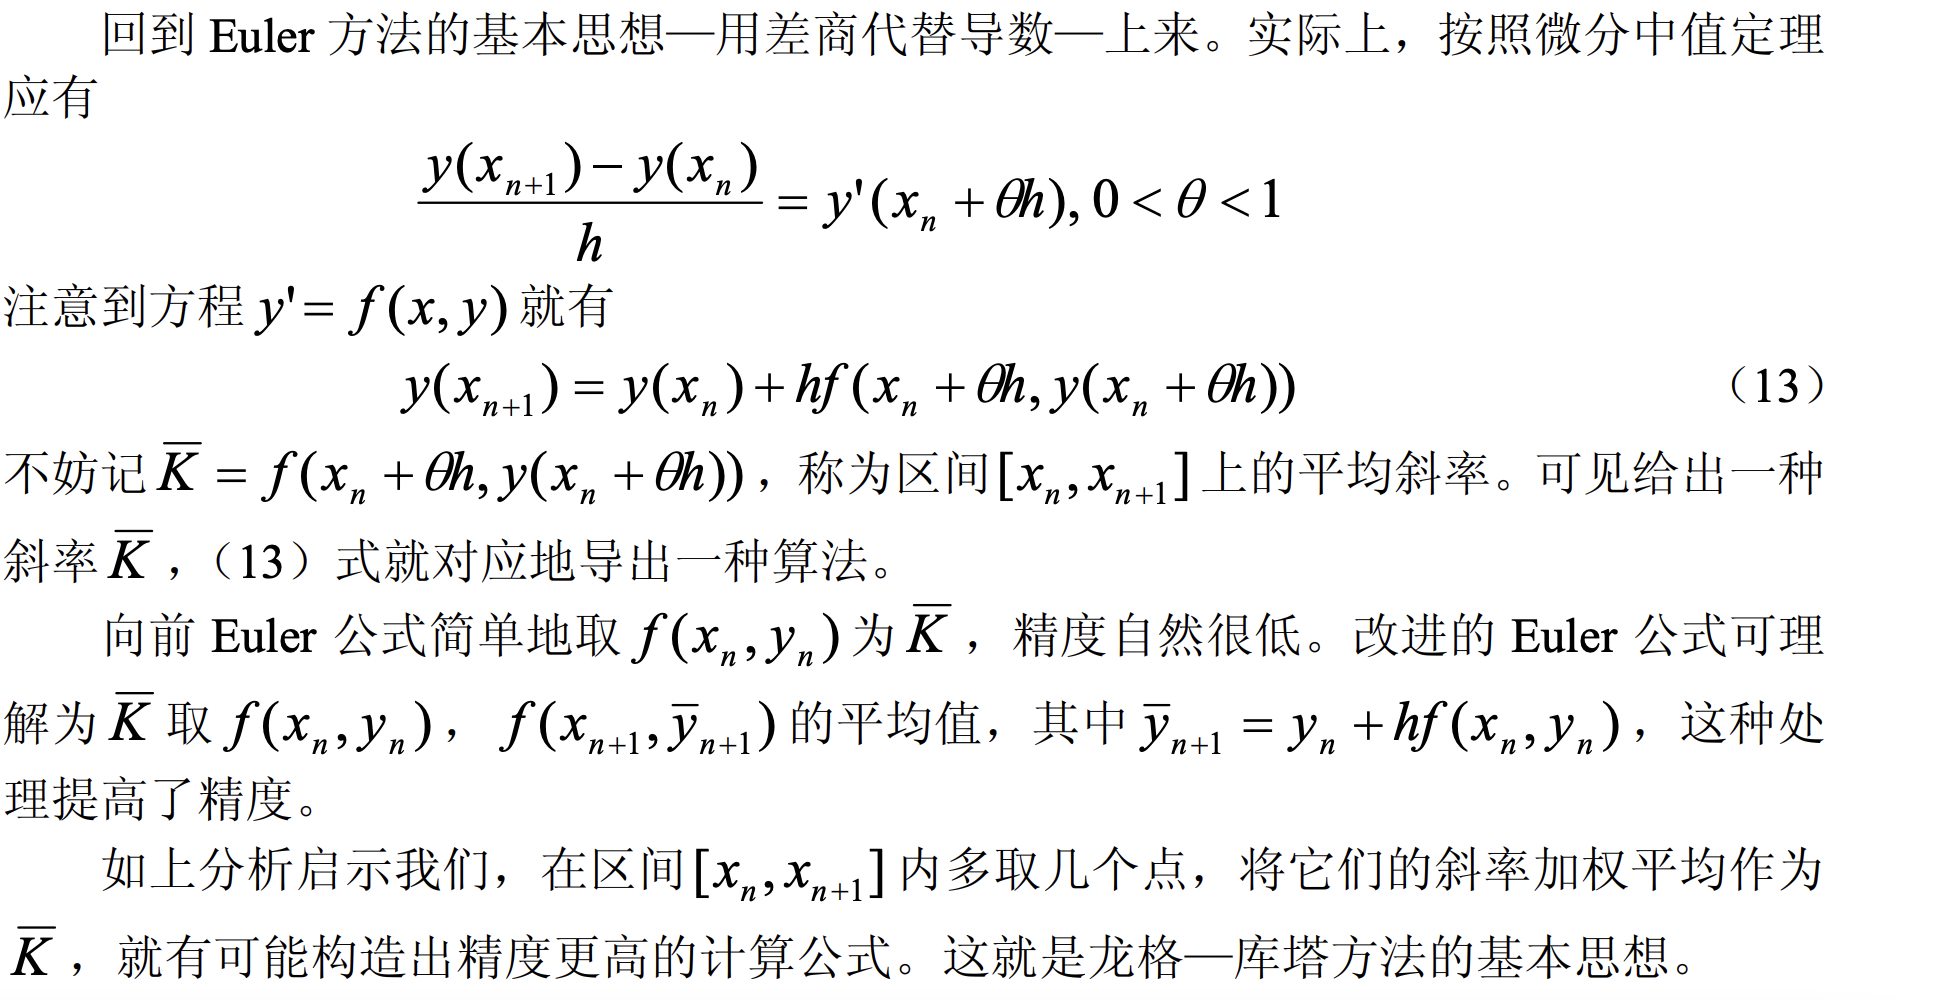 回到 Euler 方法的基本思想—用差商代替导数—上来。实际上，按照微分中值定理
应有
$\frac{y(x_{n+1}) - y(x_n)}{h} = y'(x_n + \theta h), 0 < \theta < 1$
注意到方程 $y' = f(x, y)$ 就有
$y(x_{n+1}) = y(x_n) + hf(x_n + \theta h, y(x_n + \theta h))$ （13）
不妨记 $\overline{K} = f(x_n + \theta h, y(x_n + \theta h))$，称为区间$[x_n, x_{n+1}]$上的平均斜率。可见给出一种
斜率 $\overline{K}$，（13）式就对应地导出一种算法。
向前 Euler 公式简单地取 $f(x_n, y_n)$ 为 $\overline{K}$，精度自然很低。改进的 Euler 公式可理
解为 $\overline{K}$ 取 $f(x_n, y_n)$，$f(x_{n+1}, \overline{y}_{n+1})$ 的平均值，其中 $\overline{y}_{n+1} = y_n + hf(x_n, y_n)$，这种处
理提高了精度。
如上分析启示我们，在区间$[x_n, x_{n+1}]$内多取几个点，将它们的斜率加权平均作为
$\overline{K}$，就有可能构造出精度更高的计算公式。这就是龙格—库塔方法的基本思想。